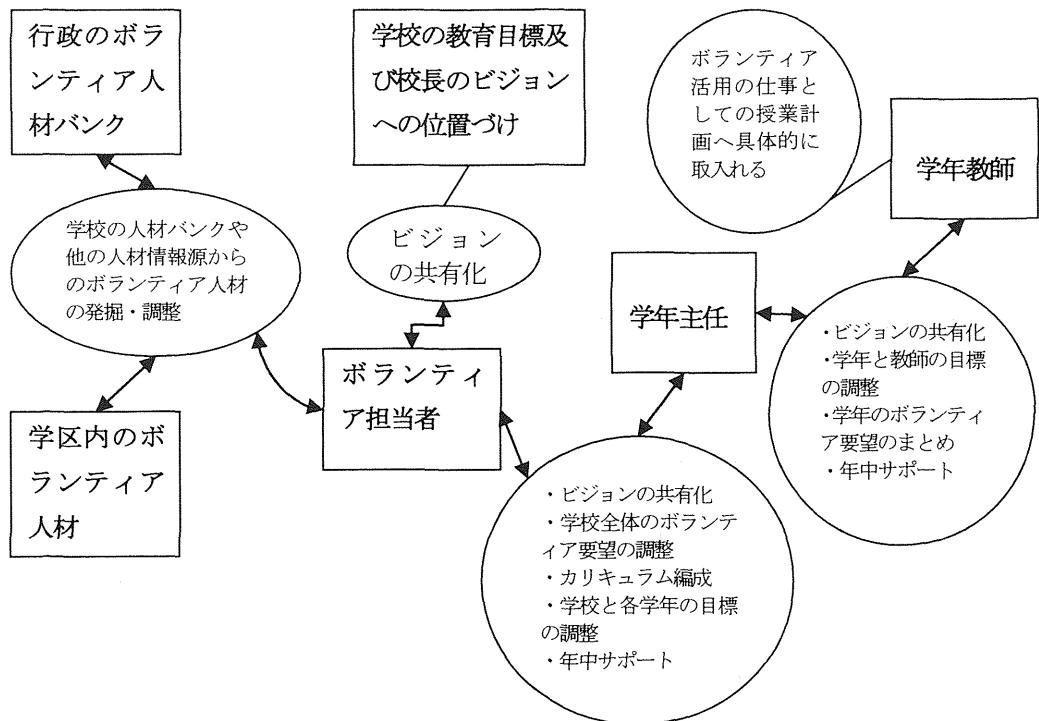 行政のボラ
ンティア人
材バンク
学校の教育目標及
び校長のビジョン
への位置づけ
ボランティア
活用の仕事と
しての授業計
画へ具体的に
取入れる
学年教師
学校の人材バンクや
他の人材情報源から
のボランティア人材
の発掘・調整
ビジョン
の共有化
学年主任
・ビジョンの共有化
・学年と教師の目標
の調整
・学年のボランティ
ア要望のまとめ
・年中サポート
ボランティ
ア担当者
学区内のボ
ランティア
人材
・ビジョンの共有化
・学校全体のボランテ
ィア要望の調整
・カリキュラム編成
・学校と各学年の目標
の調整
・年中サポート